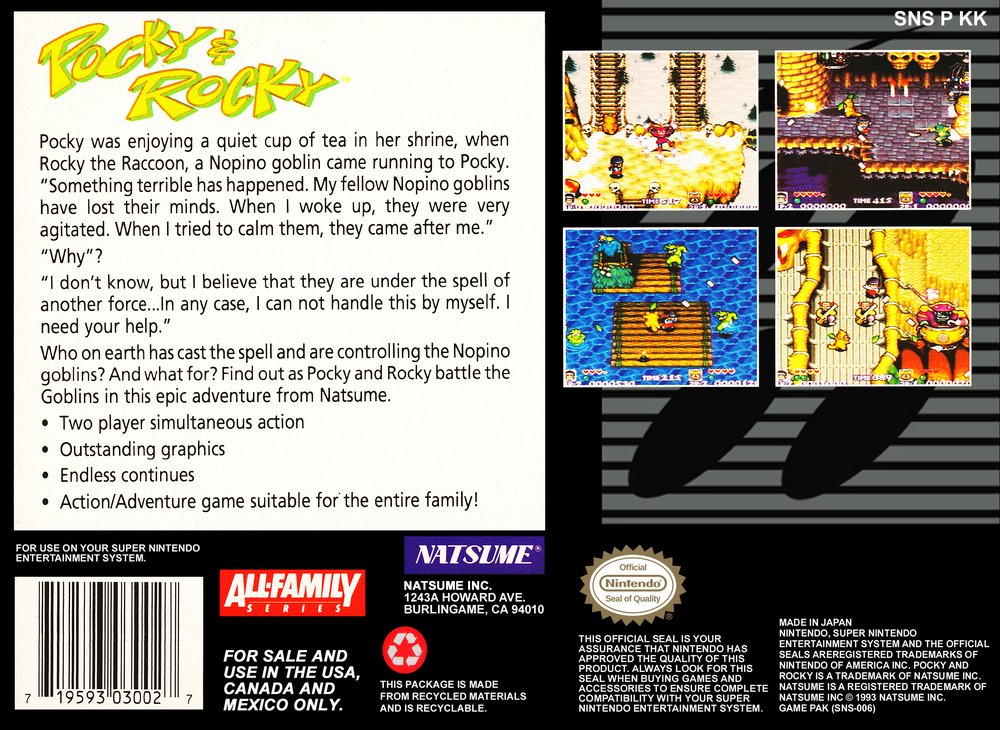 SNS P KK
POCKY & ROCKY™
Pocky was enjoying a quiet cup of tea in her shrine, when
Rocky the Raccoon, a Nopino goblin came running to Pocky.
“Something terrible has happened. My fellow Nopino goblins
have lost their minds. When I woke up, they were very
agitated. When I tried to calm them, they came after me.”
“Why”?
“I don’t know, but I believe that they are under the spell of
another force...In any case, I can not handle this by myself. I
need your help.”
Who on earth has cast the spell and are controlling the Nopino
goblins? And what for? Find out as Pocky and Rocky battle the
Goblins in this epic adventure from Natsume.
• Two player simultaneous action
• Outstanding graphics
• Endless continues
• Action/Adventure game suitable for the entire family!
TIME
TIME 415
TIME 215
TIME
FOR USE ON YOUR SUPER NINTENDO
ENTERTAINMENT SYSTEM.
7 19593 03002 7
ALL-FAMILY
SERIES
FOR SALE AND
USE IN THE USA,
CANADA AND
MEXICO ONLY.
NATSUME®
NATSUME INC.
1243A HOWARD AVE.
BURLINGAME, CA 94010
THIS PACKAGE IS MADE
FROM RECYCLED MATERIALS
AND IS RECYCLABLE.
Official
Nintendo®
Seal of Quality
®
THIS OFFICIAL SEAL IS YOUR
ASSURANCE THAT NINTENDO HAS
APPROVED THE QUALITY OF THIS
PRODUCT. ALWAYS LOOK FOR THIS
SEAL WHEN BUYING GAMES AND
ACCESSORIES TO ENSURE COMPLETE
COMPATIBILITY WITH YOUR SUPER
NINTENDO ENTERTAINMENT SYSTEM.
MADE IN JAPAN
NINTENDO, SUPER NINTENDO
ENTERTAINMENT SYSTEM AND THE OFFICIAL
SEALS AREREGISTERED TRADEMARKS OF
NINTENDO OF AMERICA INC. POCKY AND
ROCKY IS A TRADEMARK OF NATSUME INC.
NATSUME IS A REGISTERED TRADEMARK OF
NATSUME INC © 1993 NATSUME INC.
GAME PAK (SNS-006)